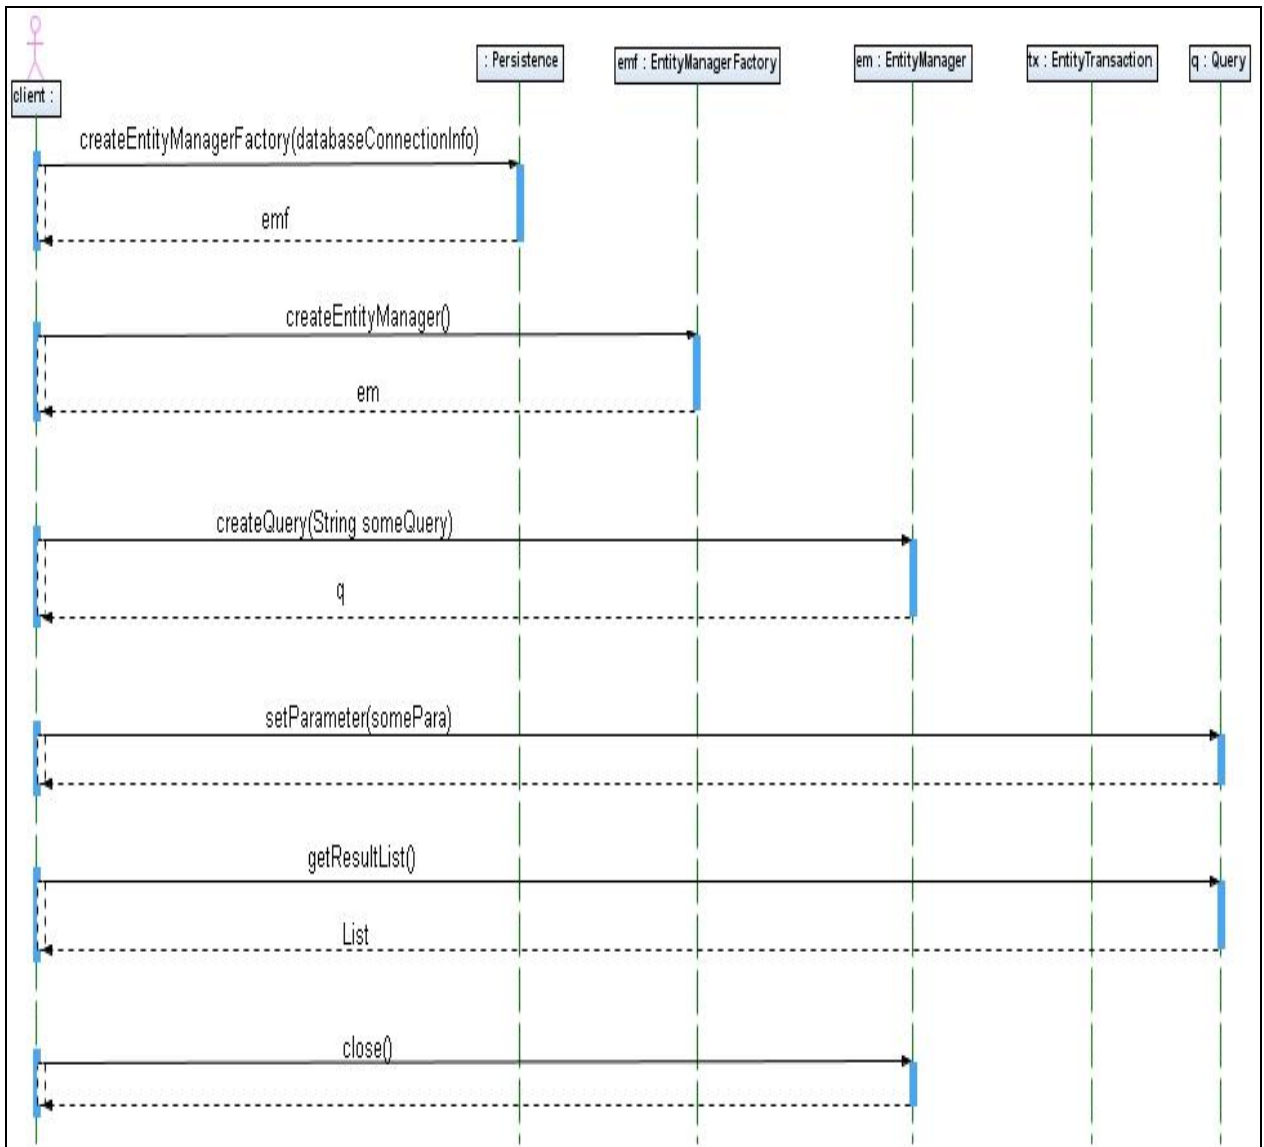 : Persistence
emf : EntityManagerFactory
em : EntityManager
tx : EntityTransaction
q : Query
client :
createEntityManagerFactory(databaseConnectionInfo)
emf
createEntityManager()
em
createQuery(String someQuery)
q
setParameter(somePara)
getResultList()
List
close()